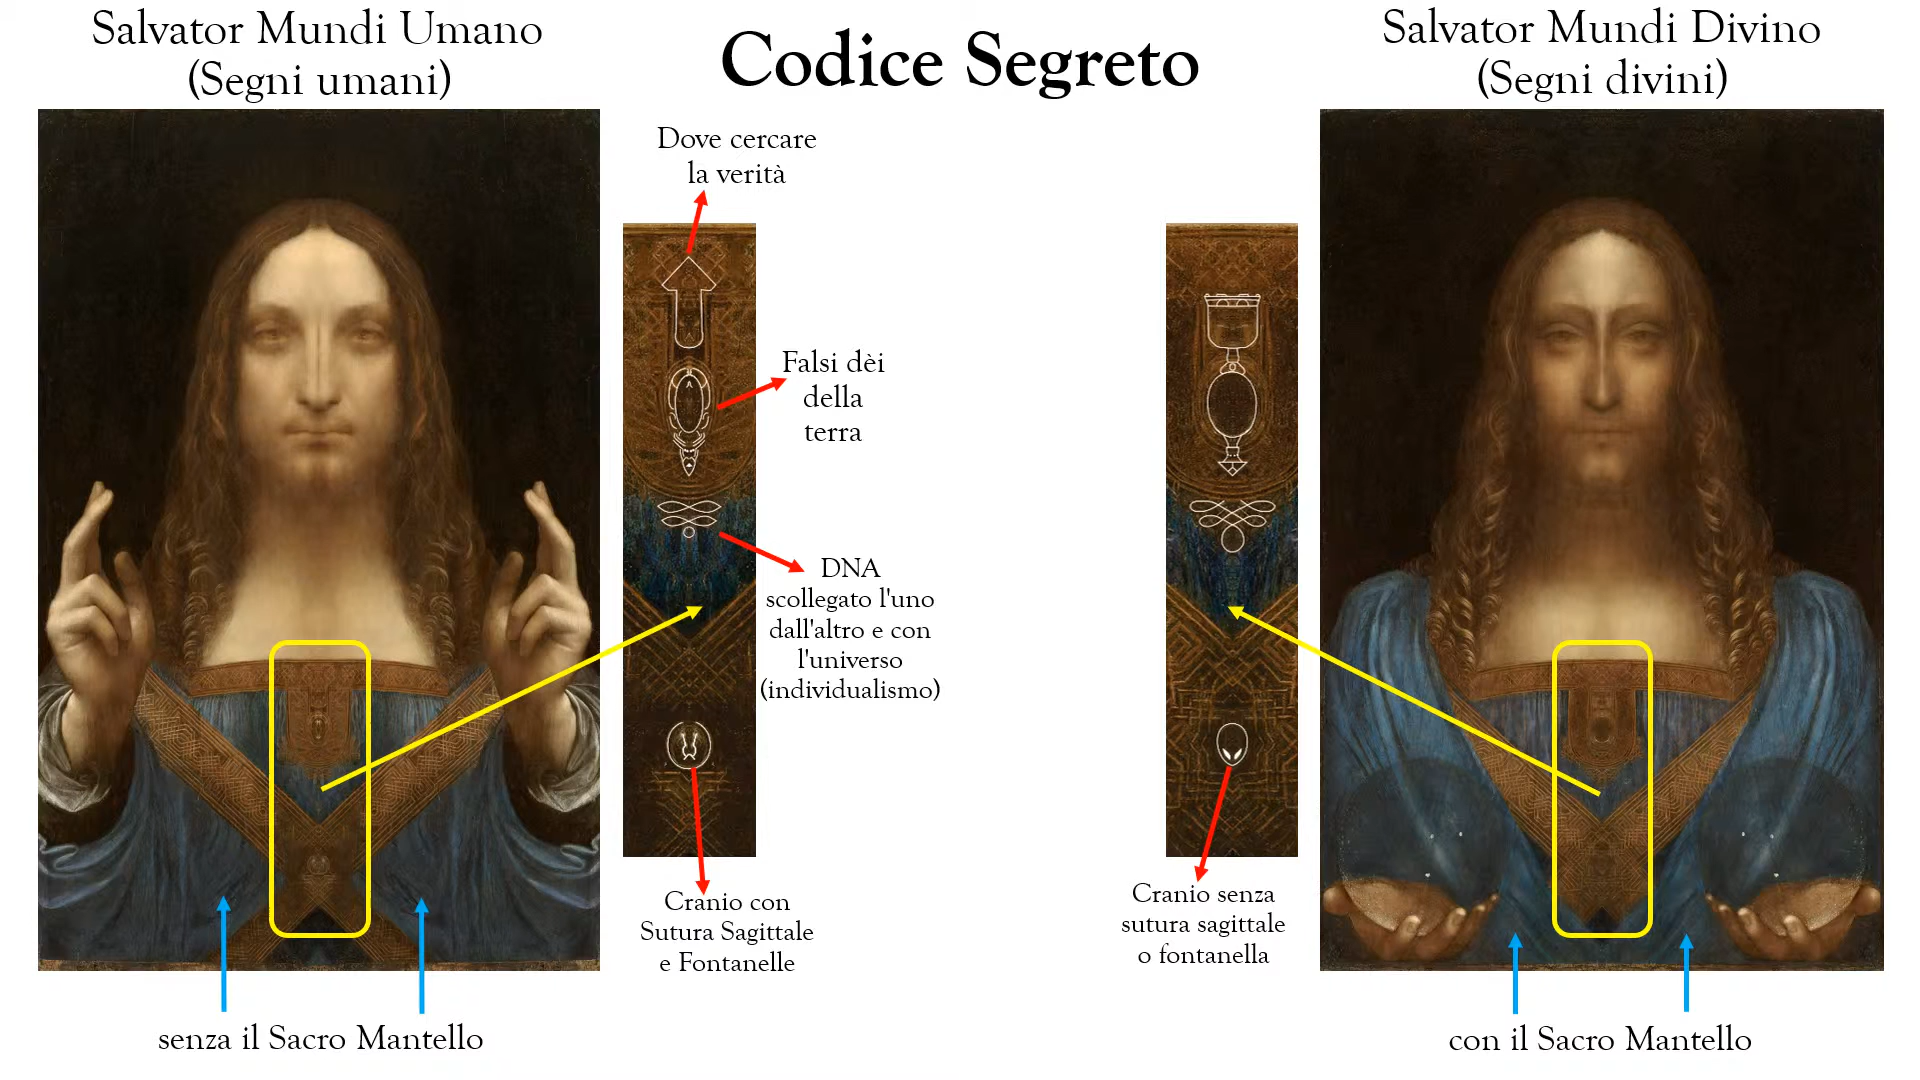 Salvator Mundi Umano
(Segni umani)
Codice Segreto
Salvator Mundi Divino
(Segni divini)
Dove cercare
la verità
Falsi dèi
della
terra
DNA
scollegato l'uno
dall'altro e con
l'universo
(individualismo)
Cranio con
Sutura Sagittale
e Fontanelle
Cranio senza
sutura sagittale
o fontanella
senza il Sacro Mantello
con il Sacro Mantello